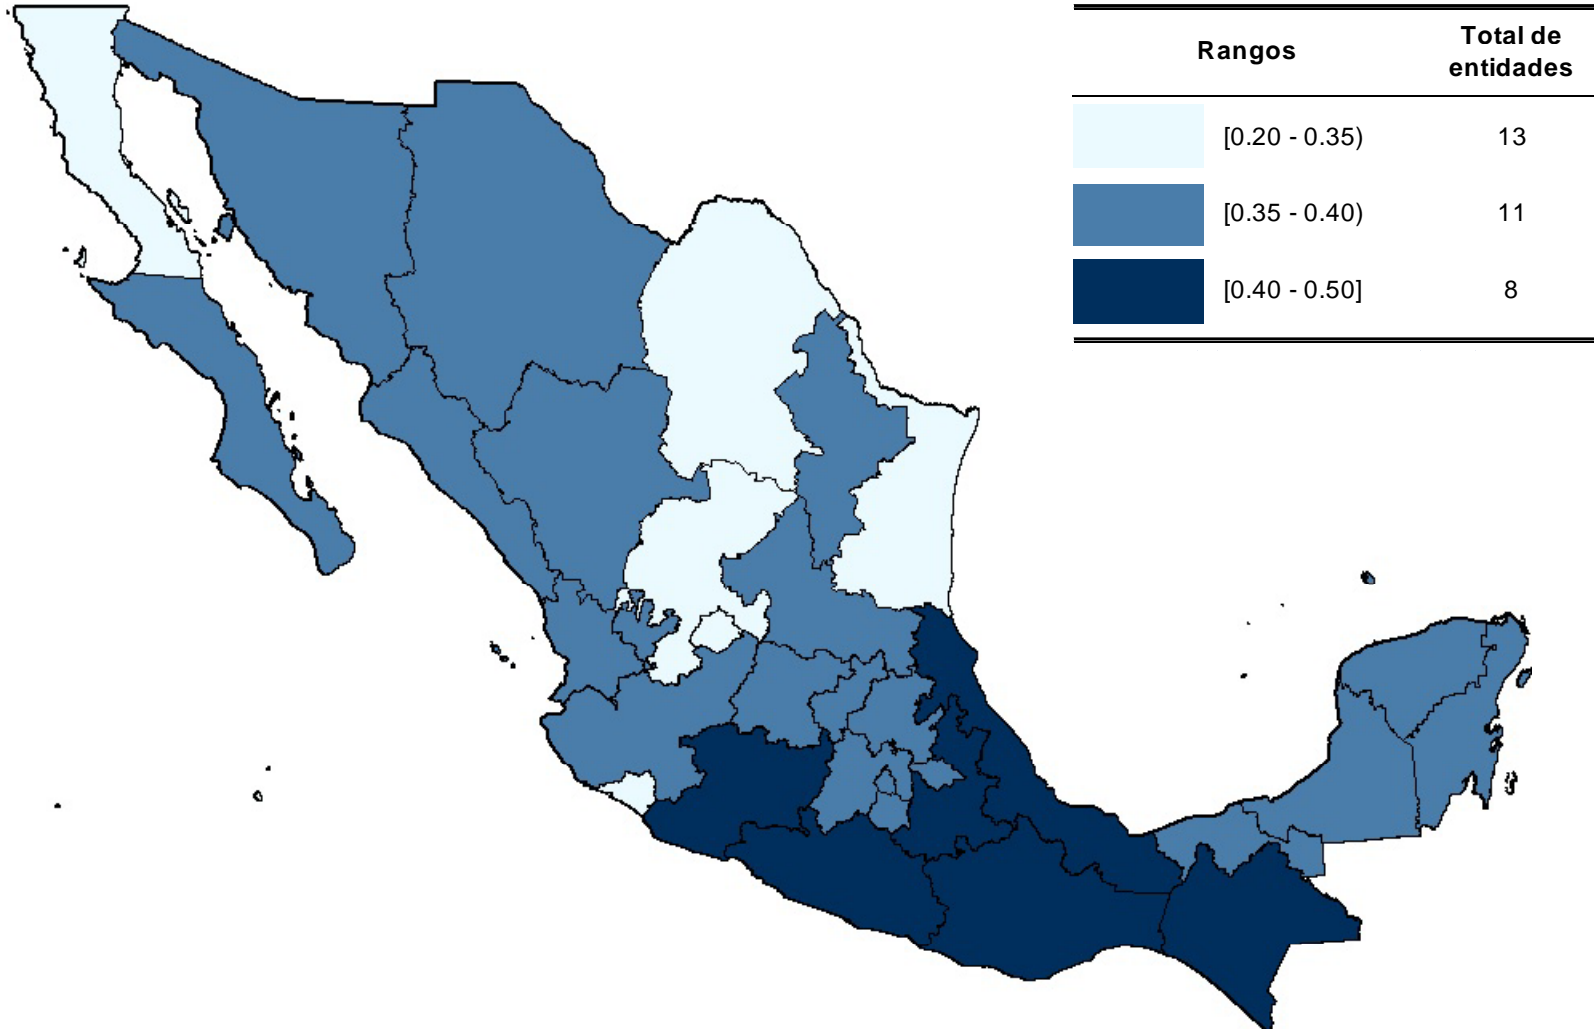 Rangos
Total de
entidades
[0.20 - 0.35)
13
[0.35 - 0.40)
11
[0.40 - 0.50]
8